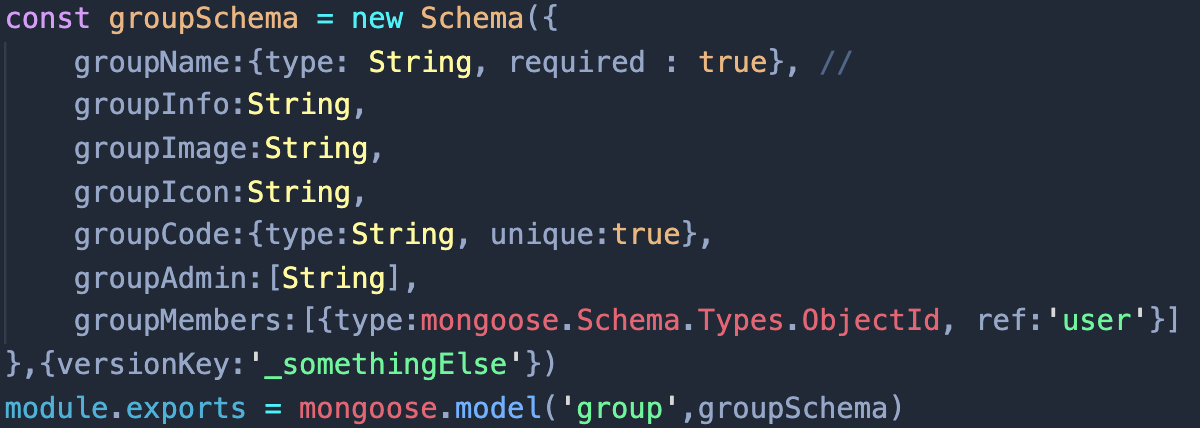 const groupSchema = new Schema({
    groupName:{type: String, required : true}, //
    groupInfo:String,
    groupImage:String,
    groupIcon:String,
    groupCode:{type:String, unique:true},
    groupAdmin:[String],
    groupMembers:[{type:mongoose.Schema.Types.ObjectId, ref:'user'}]
},{versionKey:'_somethingElse'})
module.exports = mongoose.model('group',groupSchema)